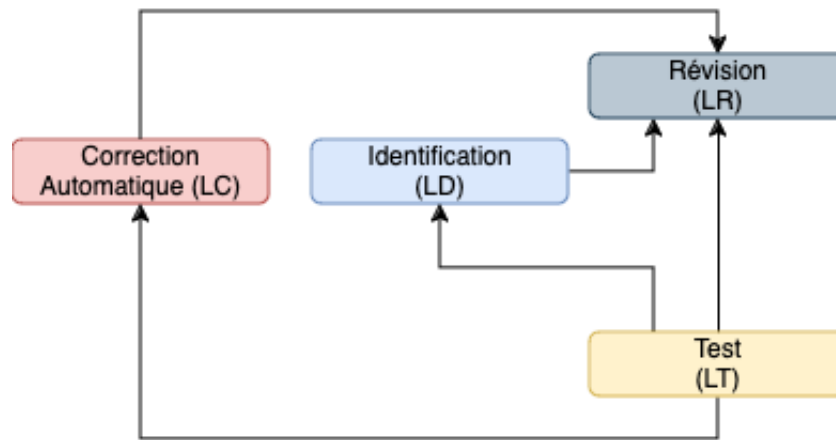 Révision
(LR)
Correction
Automatique (LC)
Identification
(LD)
Test
(LT)